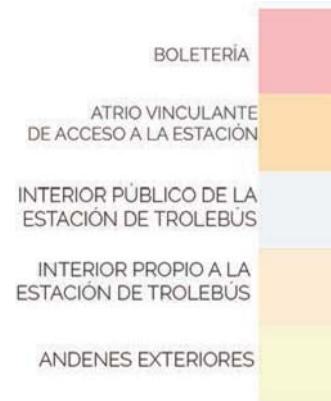 BOLETERÍA
ATRIO VINCULANTE
DE ACCESO A LA ESTACIÓN
INTERIOR PÚBLICO DE LA
ESTACIÓN DE TROLEBÚS
INTERIOR PROPIO A LA
ESTACIÓN DE TROLEBÚS
ANDENES EXTERIORES